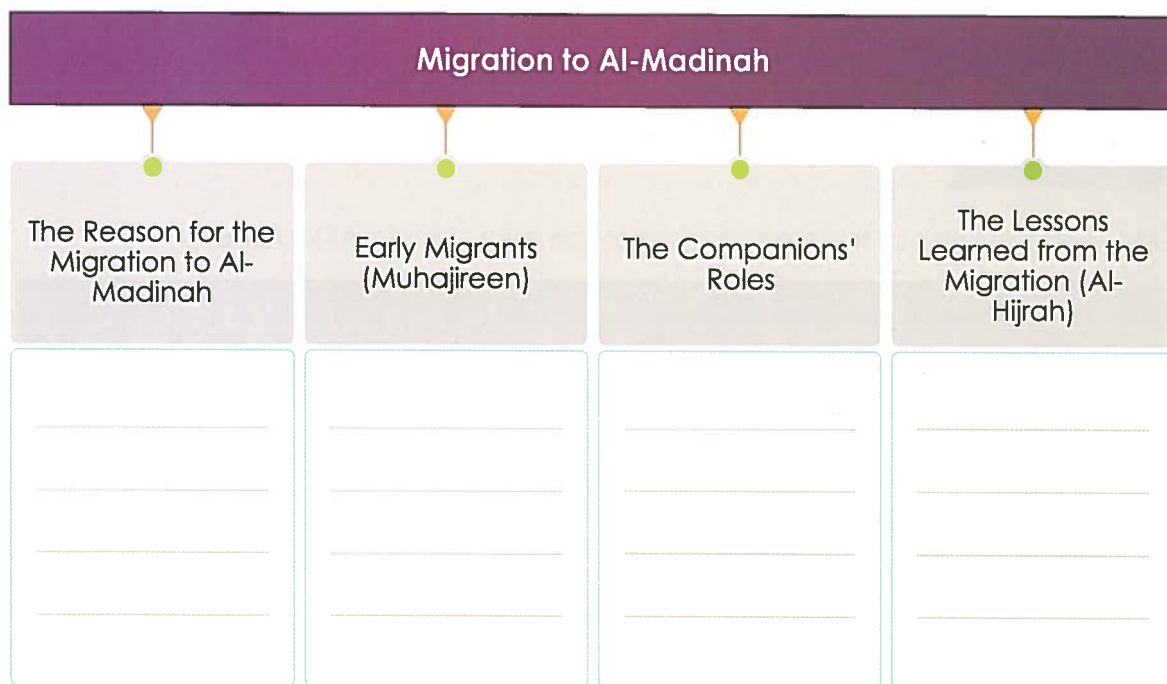 Migration to Al-Madinah
The Reason for the
Migration to Al-
Madinah
Early Migrants
(Muhajireen)
The Companions'
Roles
The Lessons
Learned from the
Migration (Al-
Hijrah)